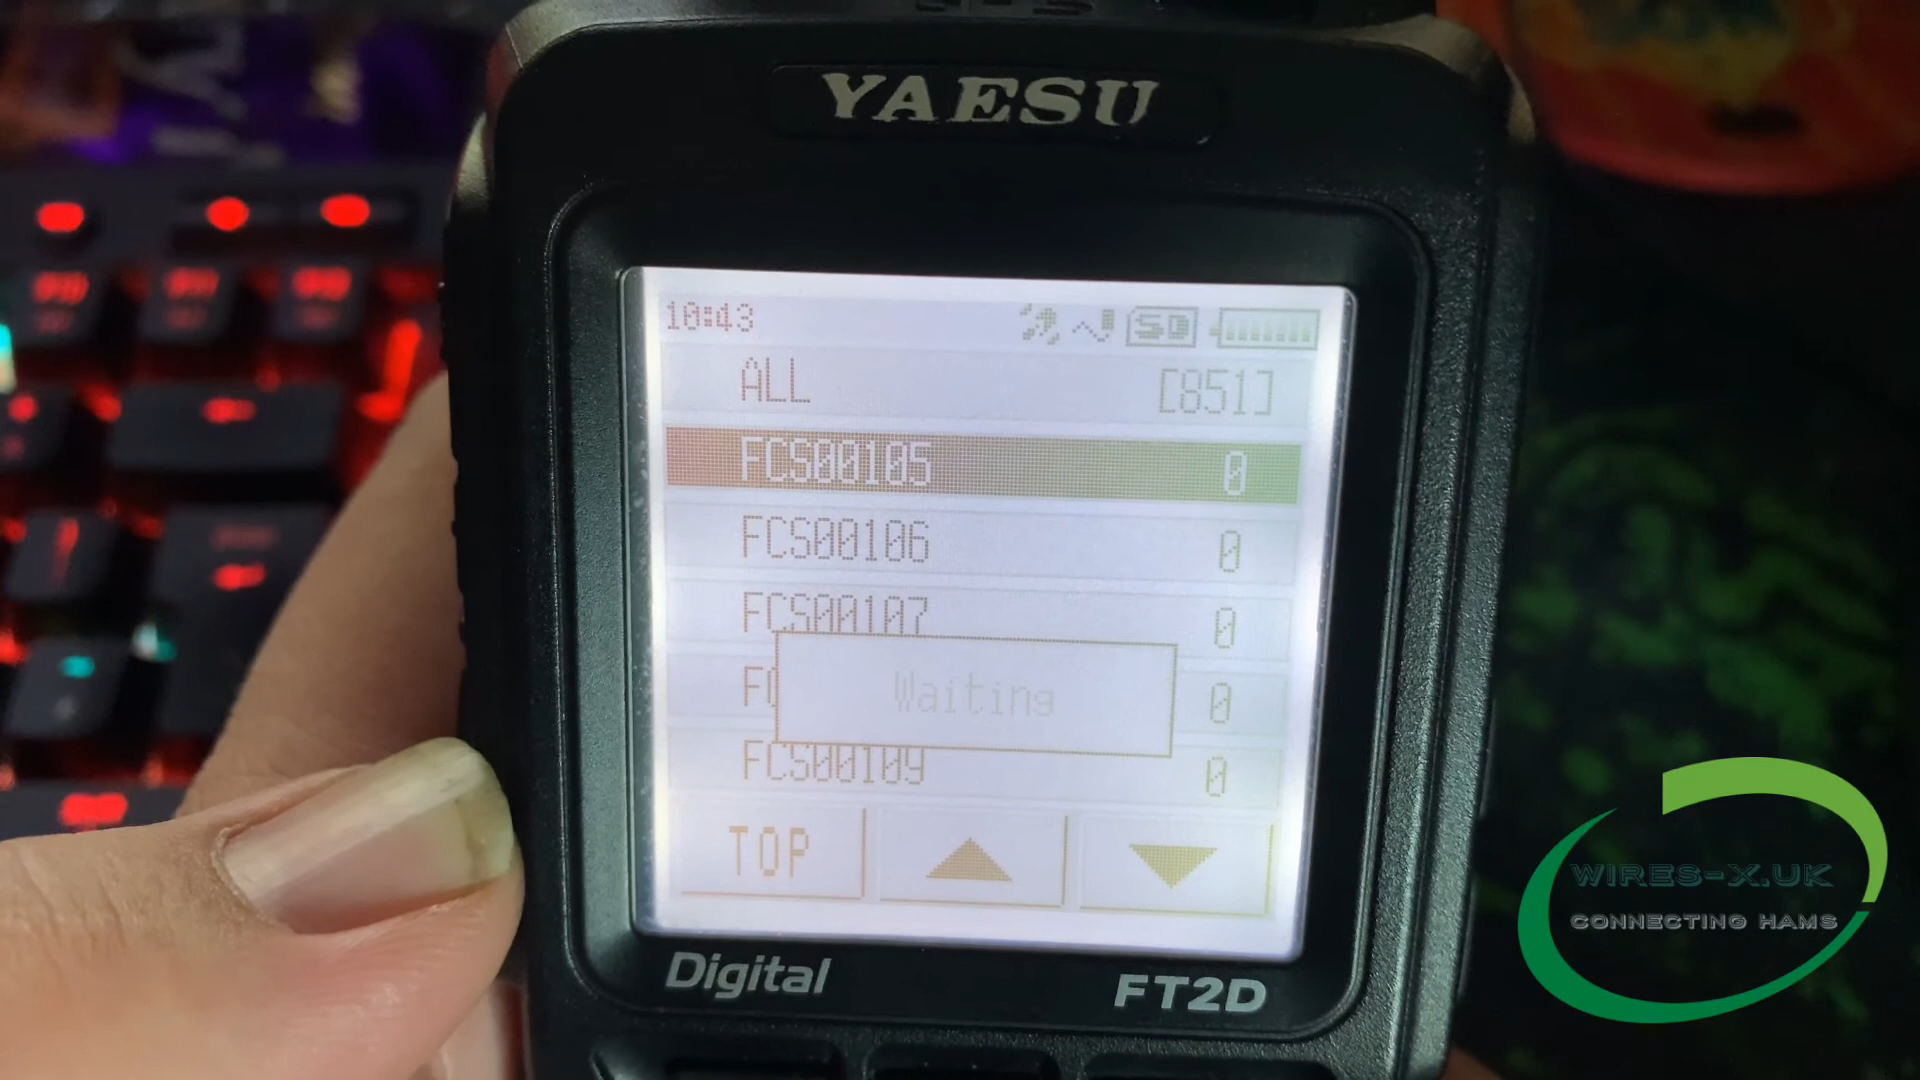 YAESU
10:43
SD
ALL [851]
FCS00105 0
FCS00106 0
FCS00107 0
0
Waiting
FCS00109 0
TOP
Digital FT2D
WIRES-X.UK
CONNECTING HAMS